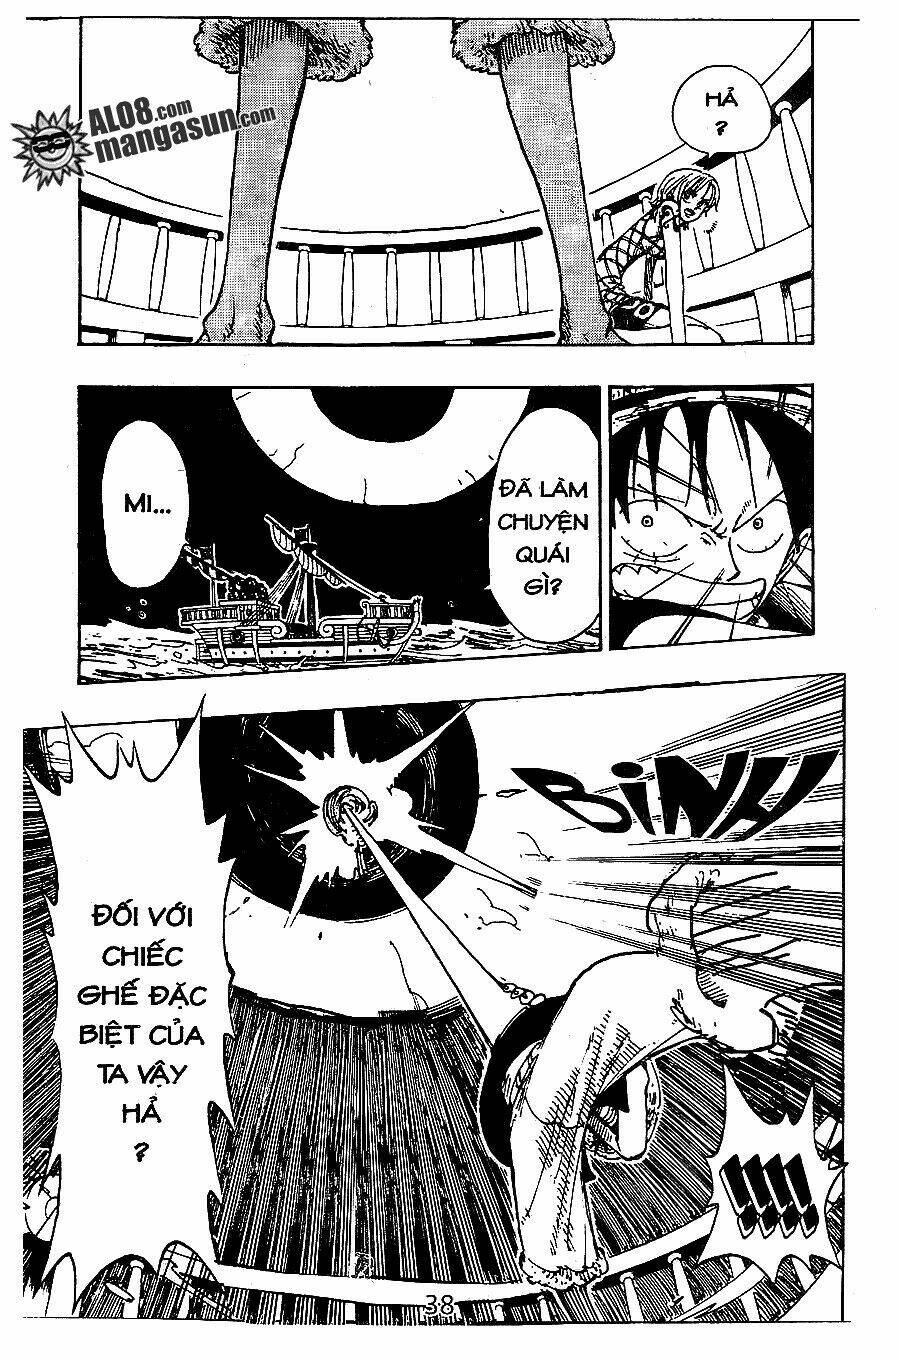 AL08.com
mangasun.com
HẢ
?
ĐÃ LÀM
CHUYỆN
QUÁI
GÌ?
MI...
BINH
ĐỐI VỚI
CHIẾC
GHẾ ĐẶC
BIỆT CỦA
TA VẬY
HẢ
?
!!!!
38